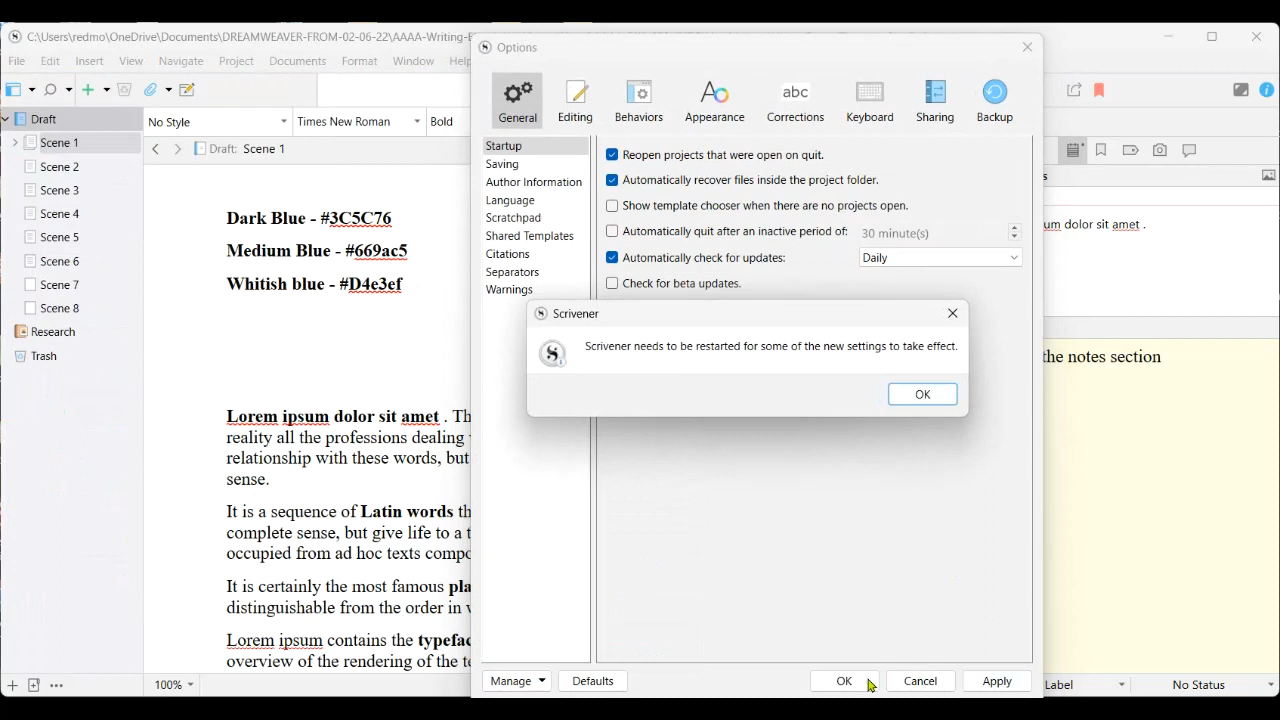 C:\Users\redmo\OneDrive\Documents\DREAMWEAVER-FROM-02-06-22\AAAA-Writing-
Options
File Edit Insert View Navigate Project Documents Format Window Help
General Editing Behaviors Appearance Corrections Keyboard Sharing Backup
No Style
Times New Roman
Bold
Draft
Scene 1
Scene 2
Scene 3
Scene 4
Scene 5
Scene 6
Scene 7
Scene 8
Research
Trash
Draft: Scene 1
Dark Blue - #3C5C76
Medium Blue - #669ac5
Whitish blue - #D4e3ef
Lorem ipsum dolor sit amet . Th
reality all the professions dealing
relationship with these words, but
sense.
It is a sequence of Latin words th
complete sense, but give life to a t
occupied from ad hoc texts compo
It is certainly the most famous pla
distinguishable from the order in w
Lorem ipsum contains the typefac
overview of the rendering of the te
Startup
Saving
Author Information
Language
Scratchpad
Shared Templates
Citations
Separators
Warnings
Reopen projects that were open on quit.
Automatically recover files inside the project folder.
Show template chooser when there are no projects open.
Automatically quit after an inactive period of: 30 minute(s)
Automatically check for updates: Daily
Check for beta updates.
Scrivener
Scrivener needs to be restarted for some of the new settings to take effect.
OK
s
um dolor sit amet .
the notes section
100%
Manage
Defaults
OK
Cancel
Apply
Label
No Status